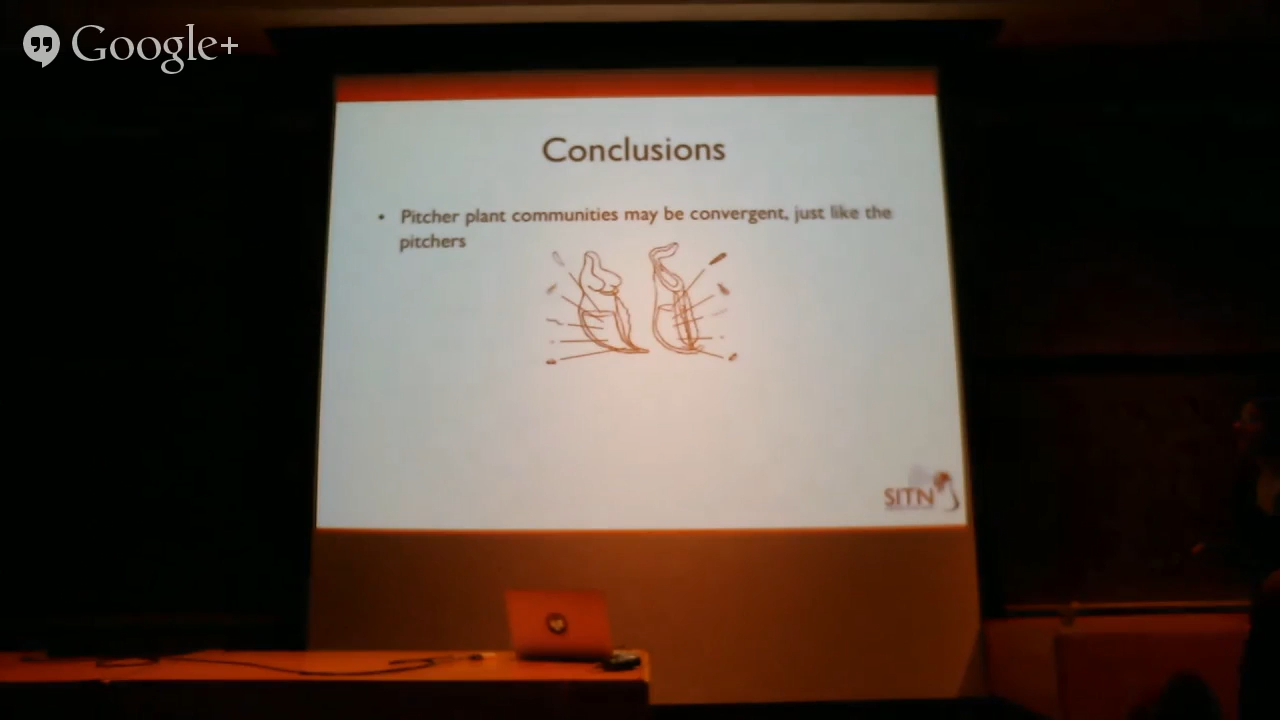 Google+
Conclusions
• Pitcher plant communities may be convergent, just like the
pitchers
SITN